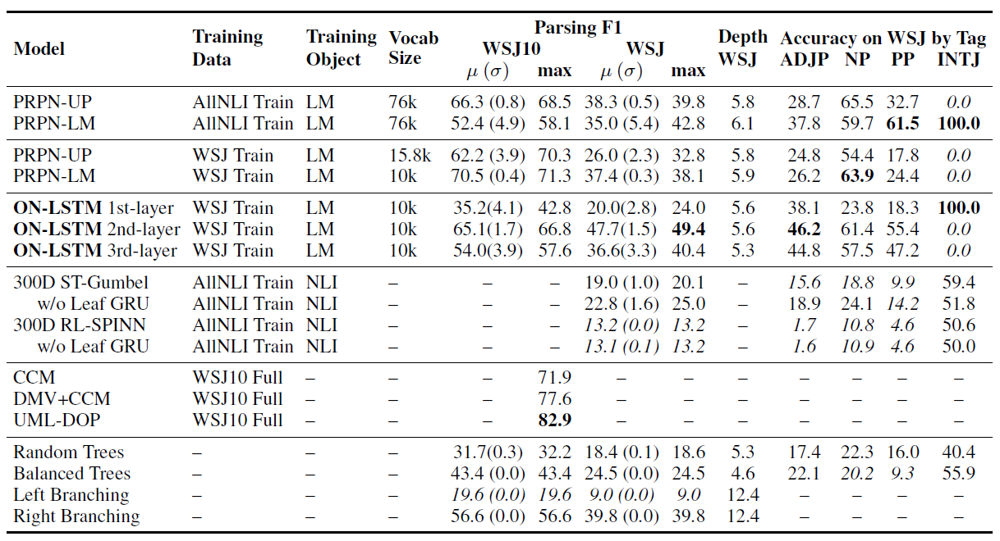 Parsing F1
Model Training Data Training Object Vocab Size WSJ10 WSJ Depth WSJ Accuracy on WSJ by Tag
μ (σ) max μ (σ) max ADJP NP PP INTJ
PRPN-UP AllNLI Train LM 76k 66.3 (0.8) 68.5 38.3 (0.5) 39.8 5.8 28.7 65.5 32.7 0.0
PRPN-LM AllNLI Train LM 76k 52.4 (4.9) 58.1 35.0 (5.4) 42.8 6.1 37.8 59.7 61.5 100.0
PRPN-UP WSJ Train LM 15.8k 62.2 (3.9) 70.3 26.0 (2.3) 32.8 5.8 24.8 54.4 17.8 0.0
PRPN-LM WSJ Train LM 10k 70.5 (0.4) 71.3 37.4 (0.3) 38.1 5.9 26.2 63.9 24.4 0.0
ON-LSTM 1st-layer WSJ Train LM 10k 35.2(4.1) 42.8 20.0(2.8) 24.0 5.6 38.1 23.8 18.3 100.0
ON-LSTM 2nd-layer WSJ Train LM 10k 65.1(1.7) 66.8 47.7(1.5) 49.4 5.6 46.2 61.4 55.4 0.0
ON-LSTM 3rd-layer WSJ Train LM 10k 54.0(3.9) 57.6 36.6(3.3) 40.4 5.3 44.8 57.5 47.2 0.0
300D ST-Gumbel AllNLI Train NLI – – – 19.0 (1.0) 20.1 – 15.6 18.8 9.9 59.4
w/o Leaf GRU AllNLI Train NLI – – – 22.8 (1.6) 25.0 – 18.9 24.1 14.2 51.8
300D RL-SPINN AllNLI Train NLI – – – 13.2 (0.0) 13.2 – 1.7 10.8 4.6 50.6
w/o Leaf GRU AllNLI Train NLI – – – 13.1 (0.1) 13.2 – 1.6 10.9 4.6 50.0
CCM WSJ10 Full – – – 71.9 – – – – – – –
DMV+CCM WSJ10 Full – – – 77.6 – – – – – – –
UML-DOP WSJ10 Full – – – 82.9 – – – – – – –
Random Trees – – – 31.7(0.3) 32.2 18.4 (0.1) 18.6 5.3 17.4 22.3 16.0 40.4
Balanced Trees – – – 43.4 (0.0) 43.4 24.5 (0.0) 24.5 4.6 22.1 20.2 9.3 55.9
Left Branching – – – 19.6 (0.0) 19.6 9.0 (0.0) 9.0 12.4 – – – –
Right Branching – – – 56.6 (0.0) 56.6 39.8 (0.0) 39.8 12.4 – – – –